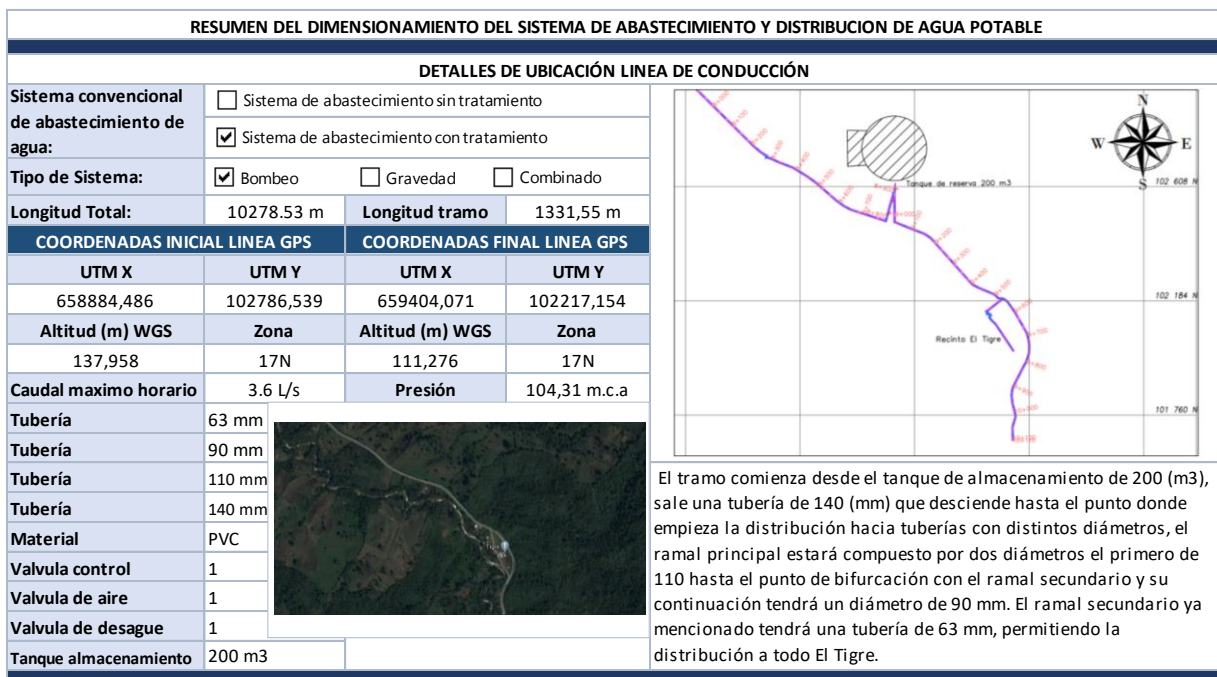 RESUMEN DEL DIMENSIONAMIENTO DEL SISTEMA DE ABASTECIMIENTO Y DISTRIBUCION DE AGUA POTABLE
DETALLES DE UBICACIÓN LINEA DE CONDUCCIÓN
Sistema convencional de abastecimiento de agua:
Sistema de abastecimiento sin tratamiento
Sistema de abastecimiento con tratamiento
Tipo de Sistema: Bombeo Gravedad Combinado
Longitud Total: 10278.53 m Longitud tramo 1331,55 m
COORDENADAS INICIAL LINEA GPS COORDENADAS FINAL LINEA GPS
UTM X UTM Y UTM X UTM Y
658884,486 102786,539 659404,071 102217,154
Altitud (m) WGS Zona Altitud (m) WGS Zona
137,958 17N 111,276 17N
Caudal maximo horario 3.6 L/s Presión 104,31 m.c.a
Tubería 63 mm
Tubería 90 mm
Tubería 110 mm
Tubería 140 mm
Material PVC
Valvula control 1
Valvula de aire 1
Valvula de desague 1
Tanque almacenamiento 200 m3
N
W E
S
Tanque de reserva 200 m3
102 608 N
102 184 N
Recinto El Tigre
101 760 N
El tramo comienza desde el tanque de almacenamiento de 200 (m3),
sale una tubería de 140 (mm) que desciende hasta el punto donde
empieza la distribución hacia tuberías con distintos diámetros, el
ramal principal estará compuesto por dos diámetros el primero de
110 hasta el punto de bifurcación con el ramal secundario y su
continuación tendrá un diámetro de 90 mm. El ramal secundario ya
mencionado tendrá una tubería de 63 mm, permitiendo la
distribución a todo El Tigre.